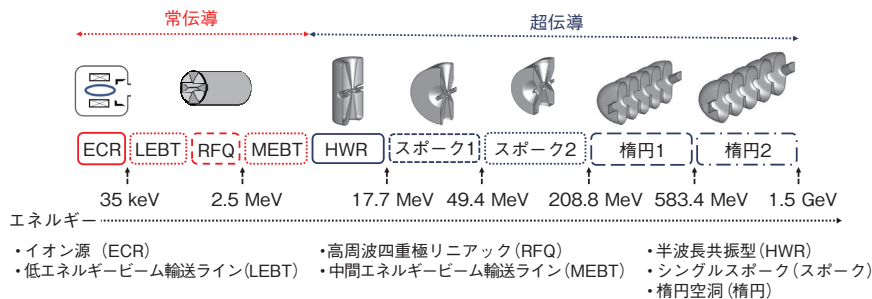 常伝導 超伝導
ECR LEBT RFQ MEBT HWR スポーク1 スポーク2 楕円1 楕円2
35 keV 2.5 MeV 17.7 MeV 49.4 MeV 208.8 MeV 583.4 MeV 1.5 GeV
エネルギー
・イオン源（ECR） ・高周波四重極リニアック（RFQ） ・半波長共振型（HWR）
・低エネルギービーム輸送ライン（LEBT） ・中間エネルギービーム輸送ライン（MEBT） ・シングルスポーク（スポーク）
・楕円空洞（楕円）